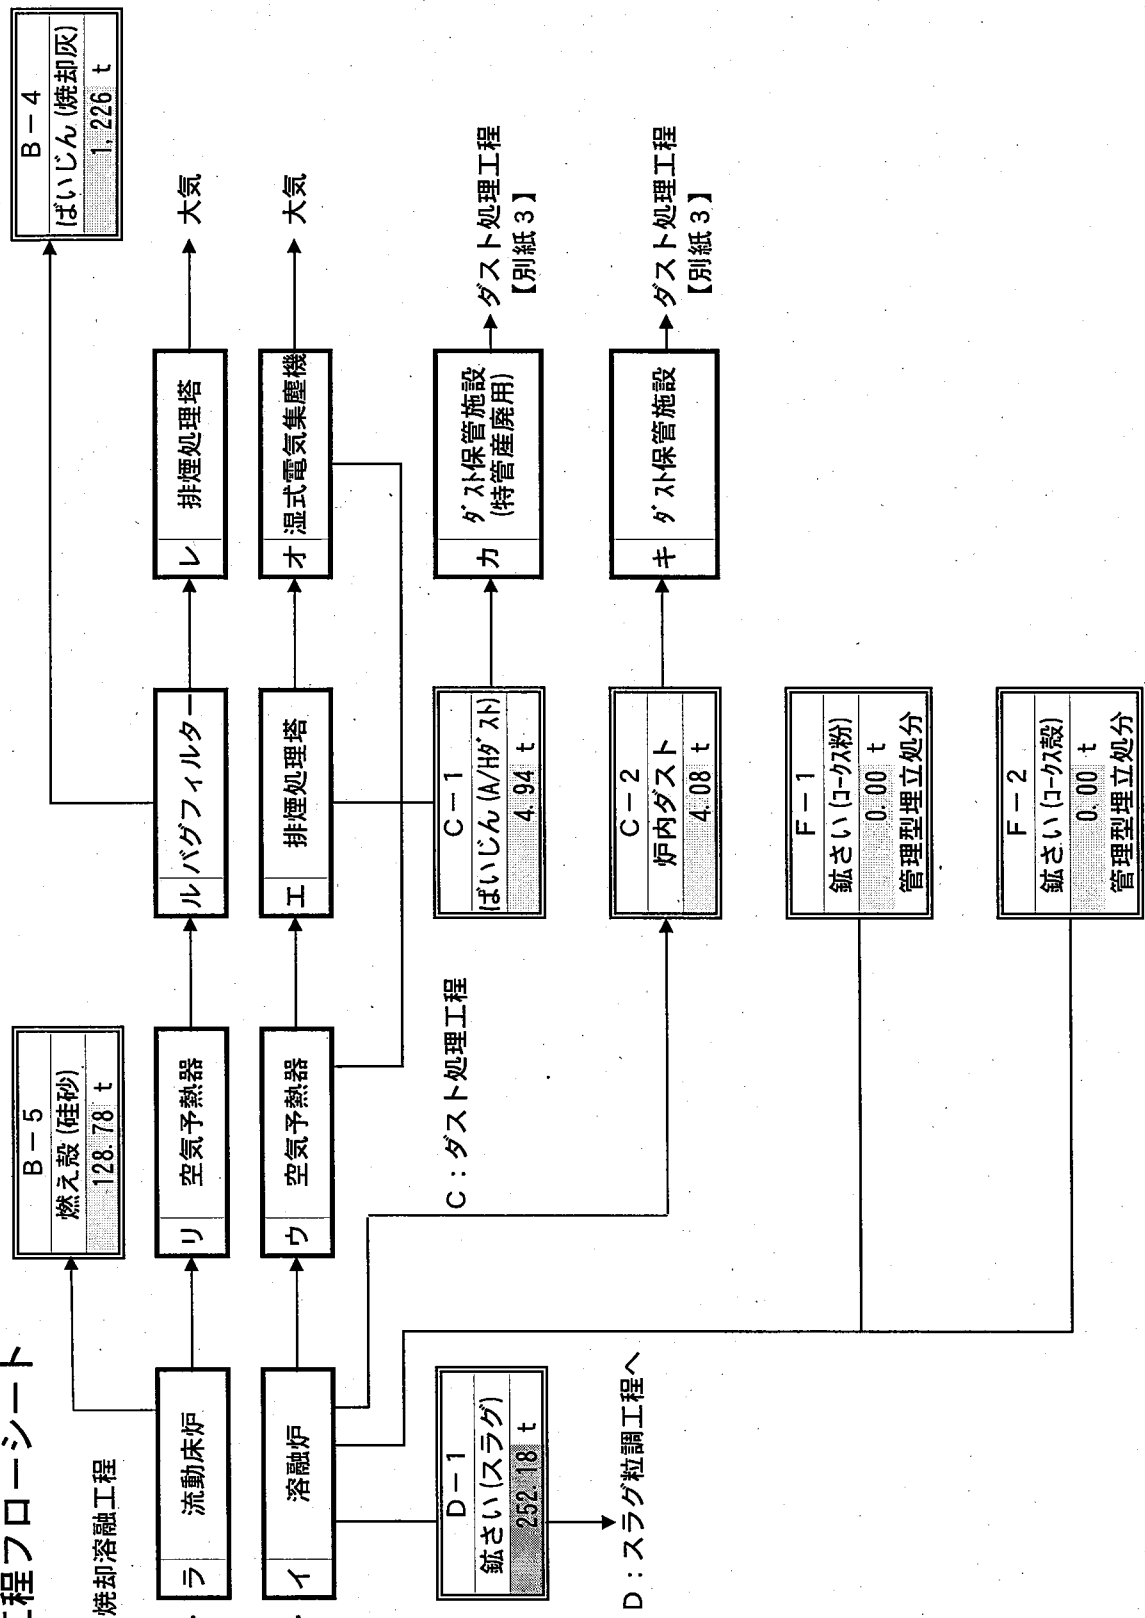 工程フローシート
焼却溶融工程
B－5
燃え殻(硅砂)
128.78 t
B－4
ばいじん(焼却灰)
1,226 t
ラ 流動床炉
リ 空気予熱器
ル バグフィルター
レ 排煙処理塔
大気
イ 溶融炉
ウ 空気予熱器
エ 排煙処理塔
オ 湿式電気集塵機
大気
D－1
鉱さい(スラグ)
252.18 t
D：スラグ粒調工程へ
C：ダスト処理工程
C－1
ばいじん(A/Hダスト)
4.94 t
カ ダスト保管施設
(特管産廃用)
ダスト処理工程
【別紙3】
C－2
炉内ダスト
4.08 t
キ ダスト保管施設
ダスト処理工程
【別紙3】
F－1
鉱さい(コークス粉)
0.00 t
管理型埋立処分
F－2
鉱さい(コークス殻)
0.00 t
管理型埋立処分